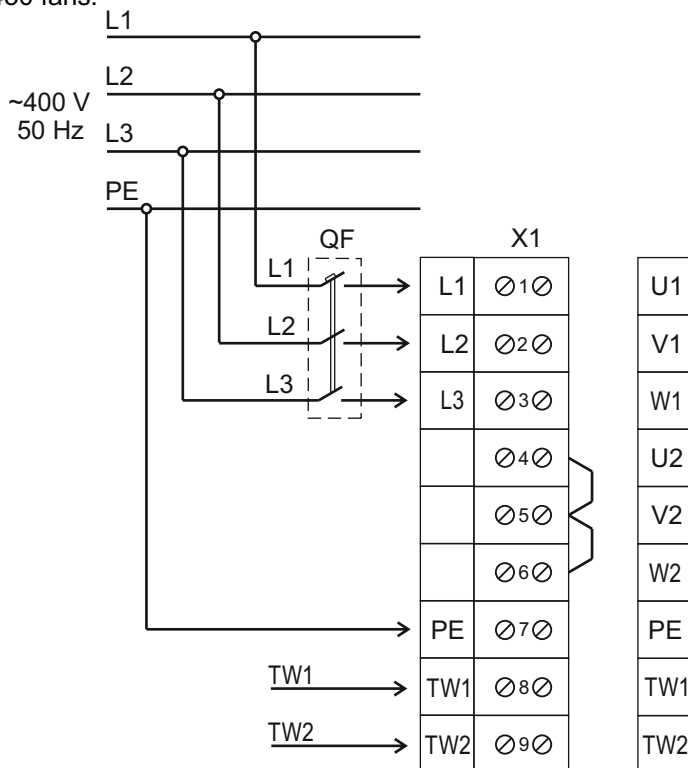 L1
L2
~400 V
50 Hz L3
PE
QF X1
L1 L1 1 U1
L2 L2 2 V1
L3 L3 3 W1
4 U2
5 V2
6 W2
PE 7 PE
TW1 TW1 8 TW1
TW2 TW2 9 TW2